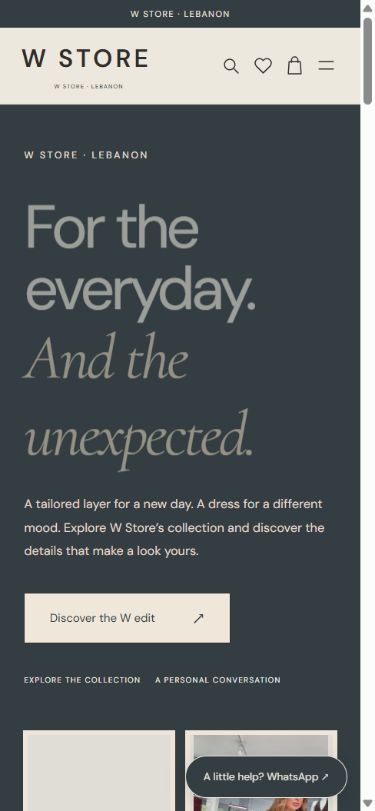 W STORE · LEBANON
W STORE
W STORE · LEBANON
W STORE · LEBANON
For the
everyday.
And the
unexpected.
A tailored layer for a new day. A dress for a different
mood. Explore W Store’s collection and discover the
details that make a look yours.
Discover the W edit ↗
EXPLORE THE COLLECTION A PERSONAL CONVERSATION
A little help? WhatsApp ↗